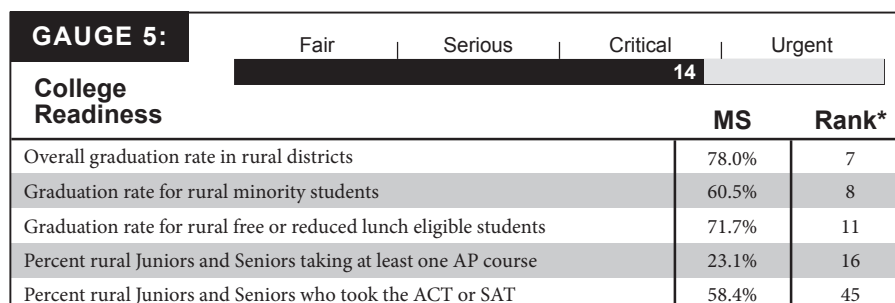 GAUGE 5:
Fair | Serious | Critical | Urgent
14
College
Readiness
MS Rank*
Overall graduation rate in rural districts 78.0% 7
Graduation rate for rural minority students 60.5% 8
Graduation rate for rural free or reduced lunch eligible students 71.7% 11
Percent rural Juniors and Seniors taking at least one AP course 23.1% 16
Percent rural Juniors and Seniors who took the ACT or SAT 58.4% 45